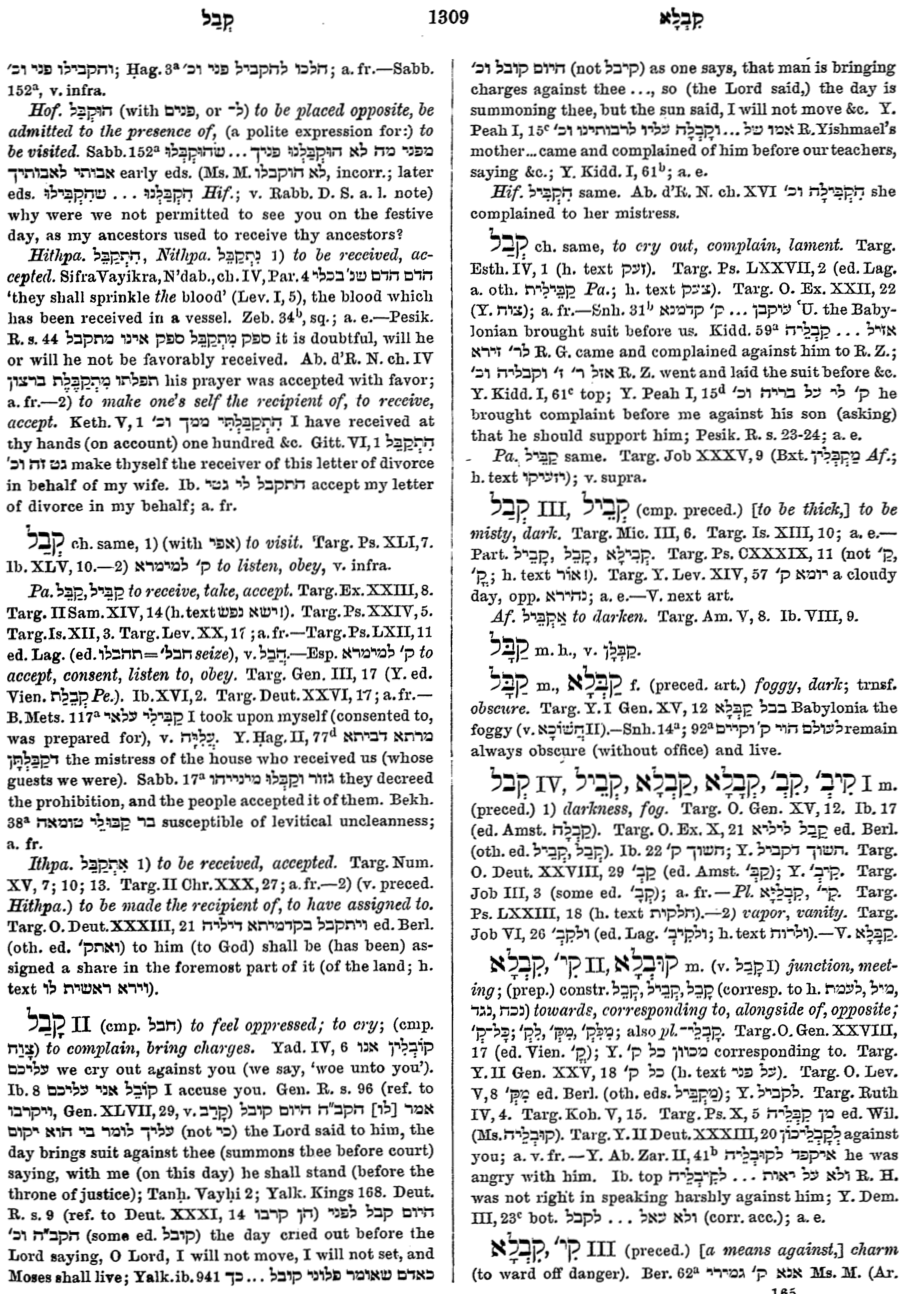 קְבַל
1309
קִבְלָא
והקבילו פני וכ׳; Ḥag. 3ª הלכו להקביל פני וכ׳; a. fr.—Sabb.
152ª, v. infra.
Hof. הוּקְבַּל (with פנים, or ל־) to be placed opposite, be
admitted to the presence of, (a polite expression for:) to
be visited. Sabb. 152ª מפני מה לא הוּקְבַּלְנוּ פניך ... שהוּקְבְּלוּ
אבותי לאבותיך early eds. (Ms. M. לא הוקבלו, incorr.; later
eds. הִקְבַּלְנוּ ... שהִקְבִּילוּ Hif.; v. Rabb. D. S. a. l. note)
why were we not permitted to see you on the festive
day, as my ancestors used to receive thy ancestors?
Hithpa. הִתְקַבֵּל, Nithpa. נִתְקַבֵּל 1) to be received, ac-
cepted. Sifra Vayikra, N'dab., ch. IV, Par. 4 הדם הדם שנ׳ בכלי
'they shall sprinkle the blood' (Lev. I, 5), the blood which
has been received in a vessel. Zeb. 34ᵇ, sq.; a. e.—Pesik.
R. s. 44 ספק מִתְקַבֵּל ספק אינו מתקבל it is doubtful, will he
or will he not be favorably received. Ab. d'R. N. ch. IV
תפלתו מִתְקַבֶּלֶת ברצון his prayer was accepted with favor;
a. fr.—2) to make one's self the recipient of, to receive,
accept. Keth. V, 1 הִתְקַבַּלְתִּי ממך וכ׳ I have received at
thy hands (on account) one hundred &c. Gitt. VI, 1 הִתְקַבֵּל
גט זה וכ׳ make thyself the receiver of this letter of divorce
in behalf of my wife. Ib. התקבל לי גטי accept my letter
of divorce in my behalf; a. fr.
קְבַל ch. same, 1) (with אפי) to visit. Targ. Ps. XLI, 7.
Ib. XLV, 10.—2) ק׳ למימרא to listen, obey, v. infra.
Pa. קַבֵּל, קַבֵּיל to receive, take, accept. Targ. Ex. XXIII, 8.
Targ. II Sam. XIV, 14 (h. text ישא נפש!). Targ. Ps. XXIV, 5.
Targ. Is. XII, 3. Targ. Lev. XX, 17; a. fr.—Targ. Ps. LXII, 11
ed. Lag. (ed. תחבלו=חבל׳ seize), v. חֲבַל.—Esp. ק׳ למימרא to
accept, consent, listen to, obey. Targ. Gen. III, 17 (Y. ed.
Vien. קְבֵלְתָּ Pe.). Ib. XVI, 2. Targ. Deut. XXVI, 17; a. fr.—
B. Mets. 117ª קַבִּילִי עלאי I took upon myself (consented to,
was prepared for), v. עֲלִיָּה. Y. Ḥag. II, 77ᵈ מרתא דביתא
דקַבְּלַתָּן the mistress of the house who received us (whose
guests we were). Sabb. 17ª גזור וקַבְּלוּ מינייהו they decreed
the prohibition, and the people accepted it of them. Bekh.
38ª בר קַבּוּלֵי טומאה susceptible of levitical uncleanness;
a. fr.
Ithpa. אִתְקַבַּל 1) to be received, accepted. Targ. Num.
XV, 7; 10; 13. Targ. II Chr. XXX, 27; a. fr.—2) (v. preced.
Hithpa.) to be made the recipient of, to have assigned to.
Targ. O. Deut. XXXIII, 21 ויתקבל בקדמיתא דיליה ed. Berl.
(oth. ed. ואתק׳) to him (to God) shall be (has been) as-
signed a share in the foremost part of it (of the land; h.
text וירא ראשית לו).
קָבַל II (cmp. חבל) to feel oppressed; to cry; (cmp.
צָוַח) to complain, bring charges. Yad. IV, 6 קוֹבְלִין אנו
עליכם we cry out against you (we say, 'woe unto you').
Ib. 8 קוֹבֵל אני עליכם I accuse you. Gen. R. s. 96 (ref. to
ויקרבו, Gen. XLVII, 29, v. קָרַב) אמר [לו] הקב״ה היום קובל
עליך לומר בי הוא יקום (not כי) the Lord said to him, the
day brings suit against thee (summons thee before court)
saying, with me (on this day) he shall stand (before the
throne of justice); Tanḥ. Vayḥi 2; Yalk. Kings 168. Deut.
R. s. 9 (ref. to Deut. XXXI, 14 הן קרבו) היום קבל לפני
הקב״ה וכ׳ (some ed. קובל) the day cried out before the
Lord saying, O Lord, I will not move, I will not set, and
Moses shall live; Yalk. ib. 941 כאדם שאומר פלוני קובל ... כך
היום קובל וכ׳ (not קיבל) as one says, that man is bringing
charges against thee ..., so (the Lord said,) the day is
summoning thee, but the sun said, I will not move &c. Y.
Peah I, 15ᶜ אמו של ... וקָבְלָה עליו לרבותינו וכ׳ R. Yishmael's
mother ... came and complained of him before our teachers,
saying &c.; Y. Kidd. I, 61ᵇ; a. e.
Hif. הִקְבִּיל same. Ab. d'R. N. ch. XVI הִקְבִּילָה וכ׳ she
complained to her mistress.
קְבַל ch. same, to cry out, complain, lament. Targ.
Esth. IV, 1 (h. text זעק). Targ. Ps. LXXVII, 2 (ed. Lag.
a. oth. קַבֵּילִית Pa.; h. text צעק). Targ. O. Ex. XXII, 22
(Y. צוח); a. fr.—Snh. 31ᵇ עוקבן ... ק׳ קדמנא ʿU. the Baby-
lonian brought suit before us. Kidd. 59ª אזיל ... קַבְלֵיהּ
לר׳ זירא R. G. came and complained against him to R. Z.;
אזל ר׳ ז׳ וקבליה וכ׳ R. Z. went and laid the suit before &c.
Y. Kidd. I, 61ᶜ top; Y. Peah I, 15ᵈ ק׳ לי על בריה וכ׳ he
brought complaint before me against his son (asking)
that he should support him; Pesik. R. s. 23-24; a. e.
Pa. קַבֵּיל same. Targ. Job XXXV, 9 (Bxt. מַקְבְּלִין Af.;
h. text יזעיקו); v. supra.
קְבַל III, קְבֵיל (cmp. preced.) [to be thick,] to be
misty, dark. Targ. Mic. III, 6. Targ. Is. XIII, 10; a. e.—
Part. קָבֵיל, קָבֵל, קְבִילָא. Targ. Ps. CXXXIX, 11 (not קַ׳,
קְ׳; h. text אור!). Targ. Y. Lev. XIV, 57 יומא ק׳ a cloudy
day, opp. נהירא; a. e.—V. next art.
Af. אַקְבֵּיל to darken. Targ. Am. V, 8. Ib. VIII, 9.
קַבָּל m. h., v. קַבְּלָן.
קַבָּל m., קַבָּלָא f. (preced. art.) foggy, dark; trnsf.
obscure. Targ. Y. I Gen. XV, 12 בבל קַבָּלָא Babylonia the
foggy (v. חֲשׁוֹכָא II).—Snh. 14ª; 92ª לעולם הוי ק׳ וקיים remain
always obscure (without office) and live.
קְבַל IV, קְבֵיל, קַבְלָא, קְבָלָא, קַבְ׳, קִיבְ׳ I m.
(preced.) 1) darkness, fog. Targ. O. Gen. XV, 12. Ib. 17
(ed. Amst. קַבְלָה). Targ. O. Ex. X, 21 קְבַל ליליא ed. Berl.
(oth. ed. קְבֵיל, קְבֵל). Ib. 22 חשוך ק׳; Y. חשוך דקביל. Targ.
O. Deut. XXVIII, 29 קַבְ׳ (ed. Amst. קַבְּ׳); Y. קִיבְ׳. Targ.
Job III, 3 (some ed. קַבְ׳); a. fr.—Pl. קִבְלַיָּא, קַי׳. Targ.
Ps. LXXIII, 18 (h. text חלקות).—2) vapor, vanity. Targ.
Job VI, 26 ולקבְ׳ (ed. Lag. ולקיב׳; h. text ולרוח).—V. קַבָּלָא.
קִבְלָא, קִי׳ II, קוּבְלָא m. (v. קְבַל I) junction, meet-
ing; (prep.) constr. קְבֵל, קֳבֵיל, קֳבֵל (corresp. to h. מול, לעמת,
נכח, נגד) towards, corresponding to, alongside of, opposite;
כָּל־קֳ׳, לָקֳ׳, מִקֳּ׳, מִלָּקֳ׳; also pl. קִבְלֵי־. Targ. O. Gen. XXVIII,
17 (ed. Vien. קֳ׳); Y. מכוון כל ק׳ corresponding to. Targ.
Y. II Gen. XXV, 18 כל ק׳ (h. text על פני). Targ. O. Lev.
V, 8 מִקֳּ׳ ed. Berl. (oth. eds. מִקֳּבֵיל); Y. לקביל. Targ. Ruth
IV, 4. Targ. Koh. V, 15. Targ. Ps. X, 5 מן קִבְּלֵיהּ ed. Wil.
(Ms. קובליה). Targ. Y. II Deut. XXXIII, 20 לְקִבְלֵיכוֹן against
you; a. v. fr.—Y. Ab. Zar. II, 41ᵇ איקפד לקוּבְלֵיהּ he was
angry with him. Ib. top ולא על יאות ... לקִיבְלֵיהּ R. H.
was not right in speaking harshly against him; Y. Dem.
III, 23ᶜ bot. ולא שאל ... לקבל (corr. acc.); a. e.
קִבְלָא, קִי׳ III (preced.) [a means against,] charm
(to ward off danger). Ber. 62ª אנא ק׳ גמירי Ms. M. (Ar.
165